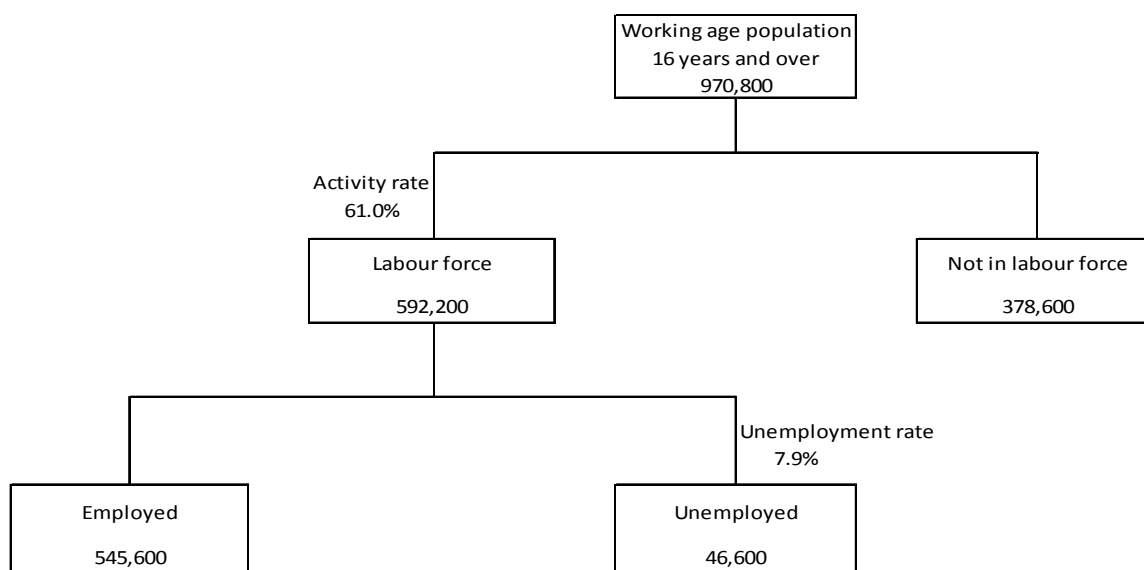 Working age population
16 years and over
970,800
Activity rate
61.0%
Labour force
592,200
Not in labour force
378,600
Unemployment rate
7.9%
Employed
545,600
Unemployed
46,600